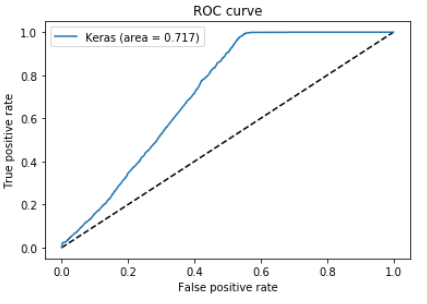 ROC curve
Keras (area = 0.717)
True positive rate
1.0
0.8
0.6
0.4
0.2
0.0
0.0 0.2 0.4 0.6 0.8 1.0
False positive rate